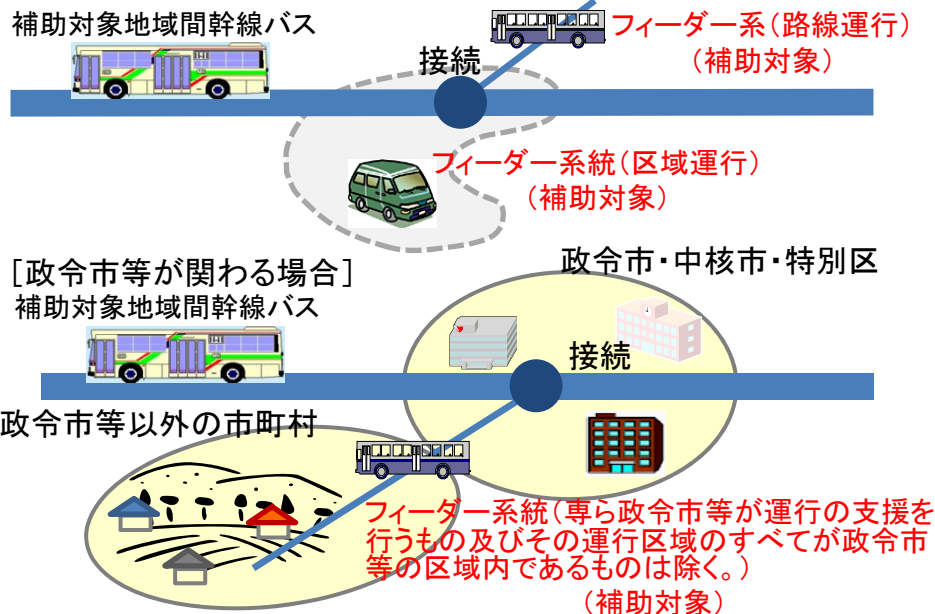 補助対象地域間幹線バス
フィーダー系(路線運行)
(補助対象)
接続
フィーダー系統(区域運行)
(補助対象)
[政令市等が関わる場合]
補助対象地域間幹線バス
政令市・中核市・特別区
接続
政令市等以外の市町村
フィーダー系統(専ら政令市等が運行の支援を
行うもの及びその運行区域のすべてが政令市
等の区域内であるものは除く。)
(補助対象)